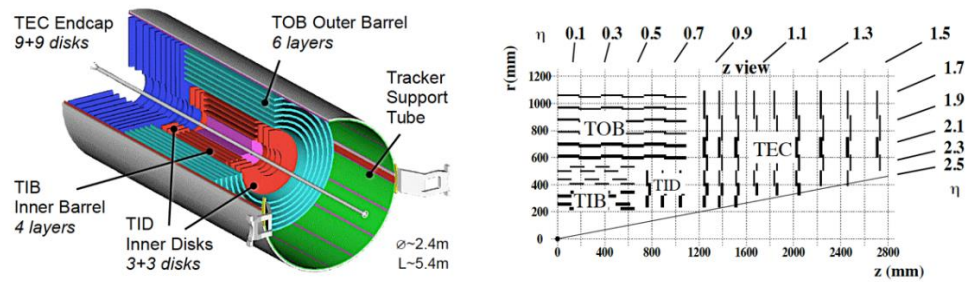 TEC Endcap
9+9 disks
TOB Outer Barrel
6 layers
Tracker
Support
Tube
TIB
Inner Barrel
4 layers
TID
Inner Disks
3+3 disks
⌀~2.4m
L~5.4m
η 0.1 0.3 0.5 0.7 0.9 1.1 1.3 1.5
z view
r(mm)
1200
1000
800
600
400
200
0
TOB
TEC
TID
TIB
1.7
1.9
2.1
2.3
2.5
η
0 400 800 1200 1600 2000 2400 2800
z (mm)